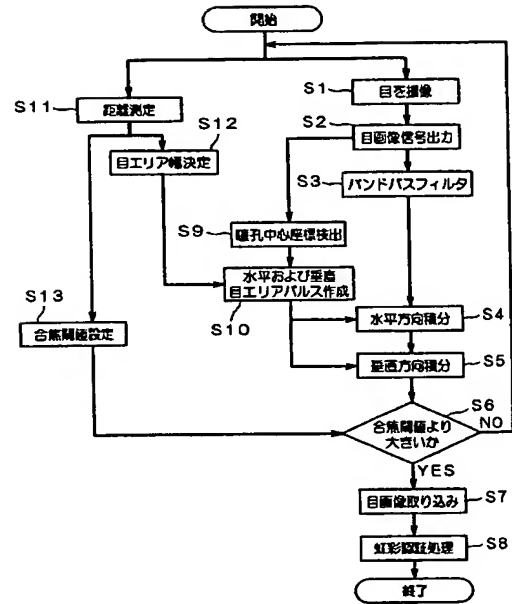 開始
S1
目を撮像
S11
距離測定
S2
目画像信号出力
S12
目エリア幅決定
S3
バンドパスフィルタ
S9
瞳孔中心座標検出
水平および垂直
目エリアパルス作成
S10
S13
合焦閾値設定
水平方向積分
S4
垂直方向積分
S5
S6
合焦閾値より
大きいか
NO
YES
目画像取り込み
S7
虹彩認証処理
S8
終了